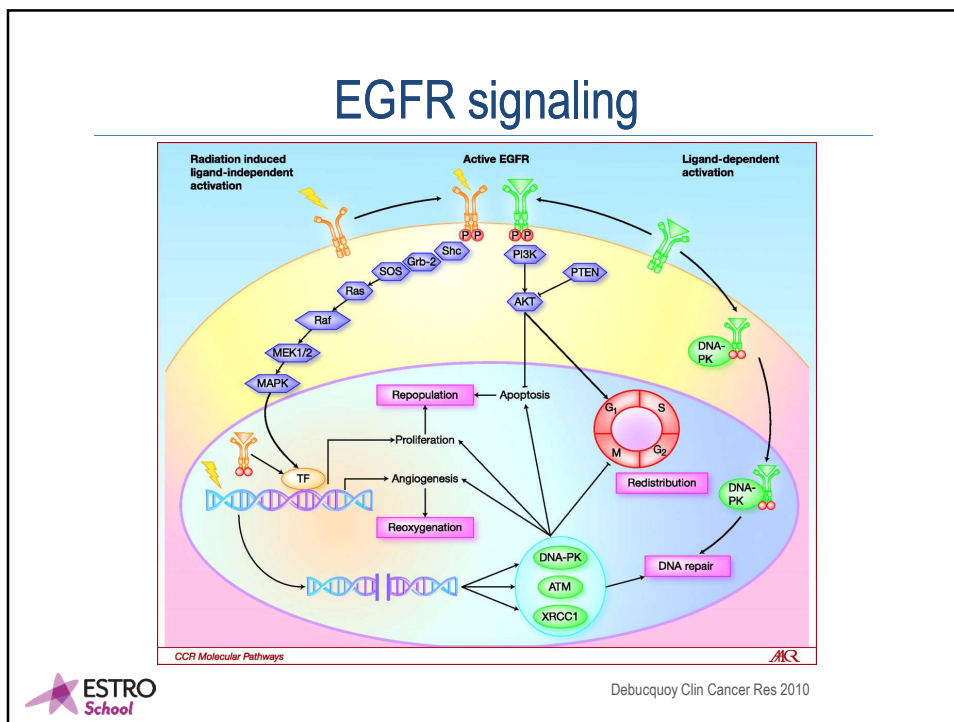 EGFR signaling
Radiation induced
ligand-independent
activation
Active EGFR
Ligand-dependent
activation
P P
P P
Shc
Grb-2
SOS
Ras
Raf
MEK1/2
MAPK
PI3K
PTEN
AKT
DNA-
PK
Repopulation
Apoptosis
Proliferation
G1
S
M
G2
Redistribution
TF
Angiogenesis
Reoxygenation
DNA-
PK
DNA-PK
ATM
XRCC1
DNA repair
CCR Molecular Pathways
AACR
ESTRO
School
Debucquoy Clin Cancer Res 2010